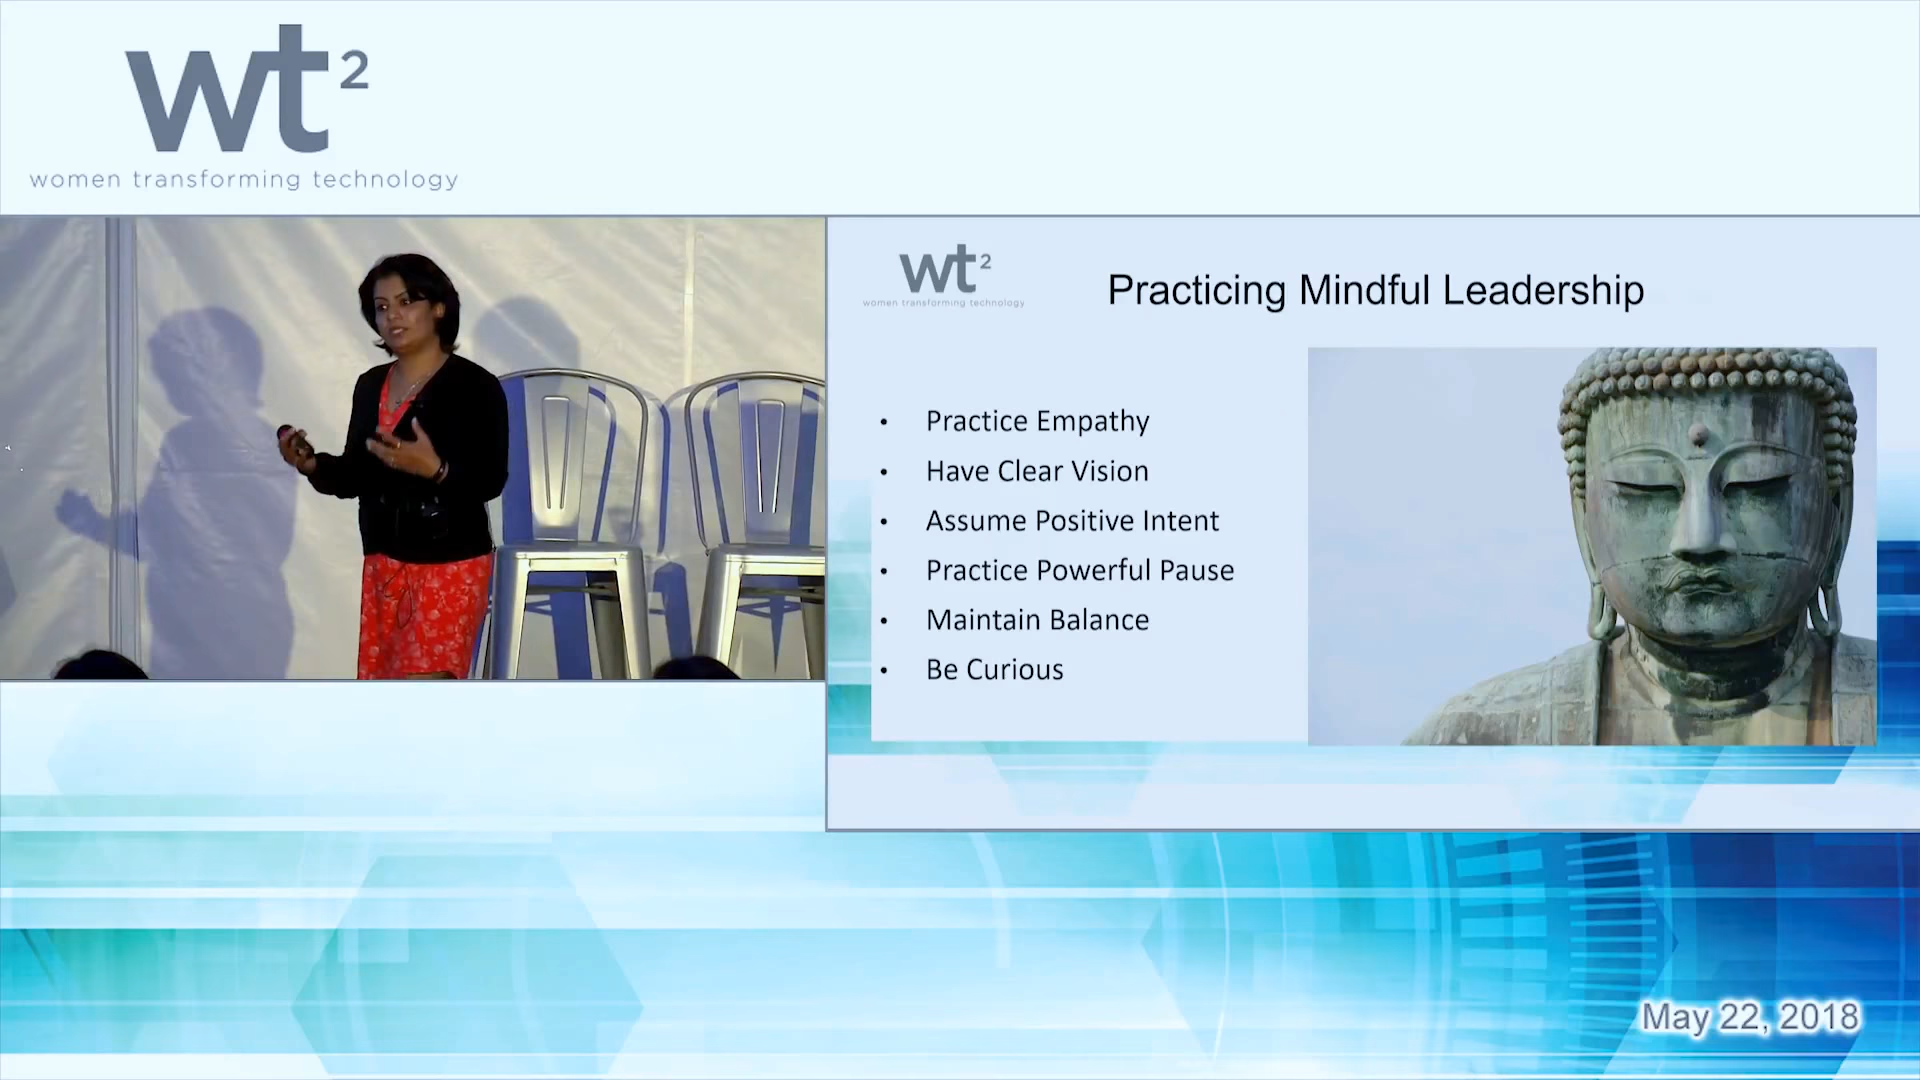 wt2
women transforming technology
wt2
women transforming technology
Practicing Mindful Leadership
• Practice Empathy
• Have Clear Vision
• Assume Positive Intent
• Practice Powerful Pause
• Maintain Balance
• Be Curious
May 22, 2018